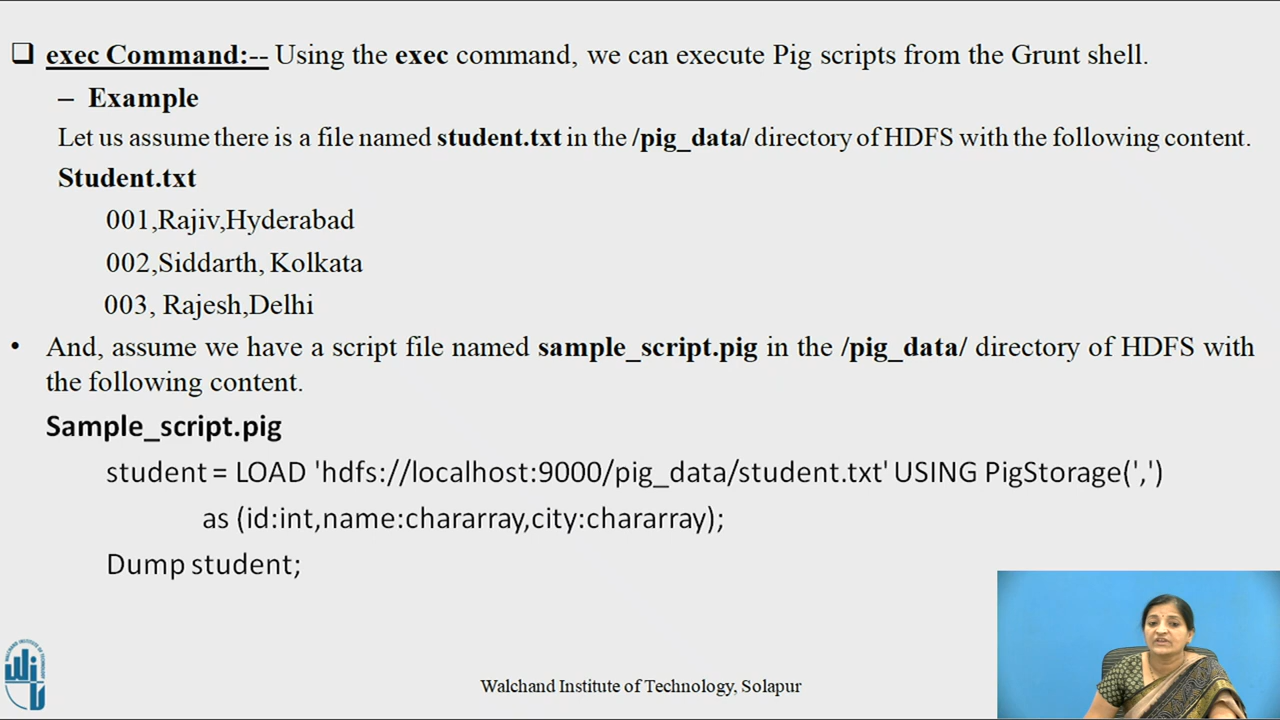 exec Command:-- Using the exec command, we can execute Pig scripts from the Grunt shell.
– Example
Let us assume there is a file named student.txt in the /pig_data/ directory of HDFS with the following content.
Student.txt
001,Rajiv,Hyderabad
002,Siddarth, Kolkata
003, Rajesh,Delhi
• And, assume we have a script file named sample_script.pig in the /pig_data/ directory of HDFS with
the following content.
Sample_script.pig
student = LOAD 'hdfs://localhost:9000/pig_data/student.txt' USING PigStorage(',')
as (id:int,name:chararray,city:chararray);
Dump student;
Walchand Institute of Technology, Solapur